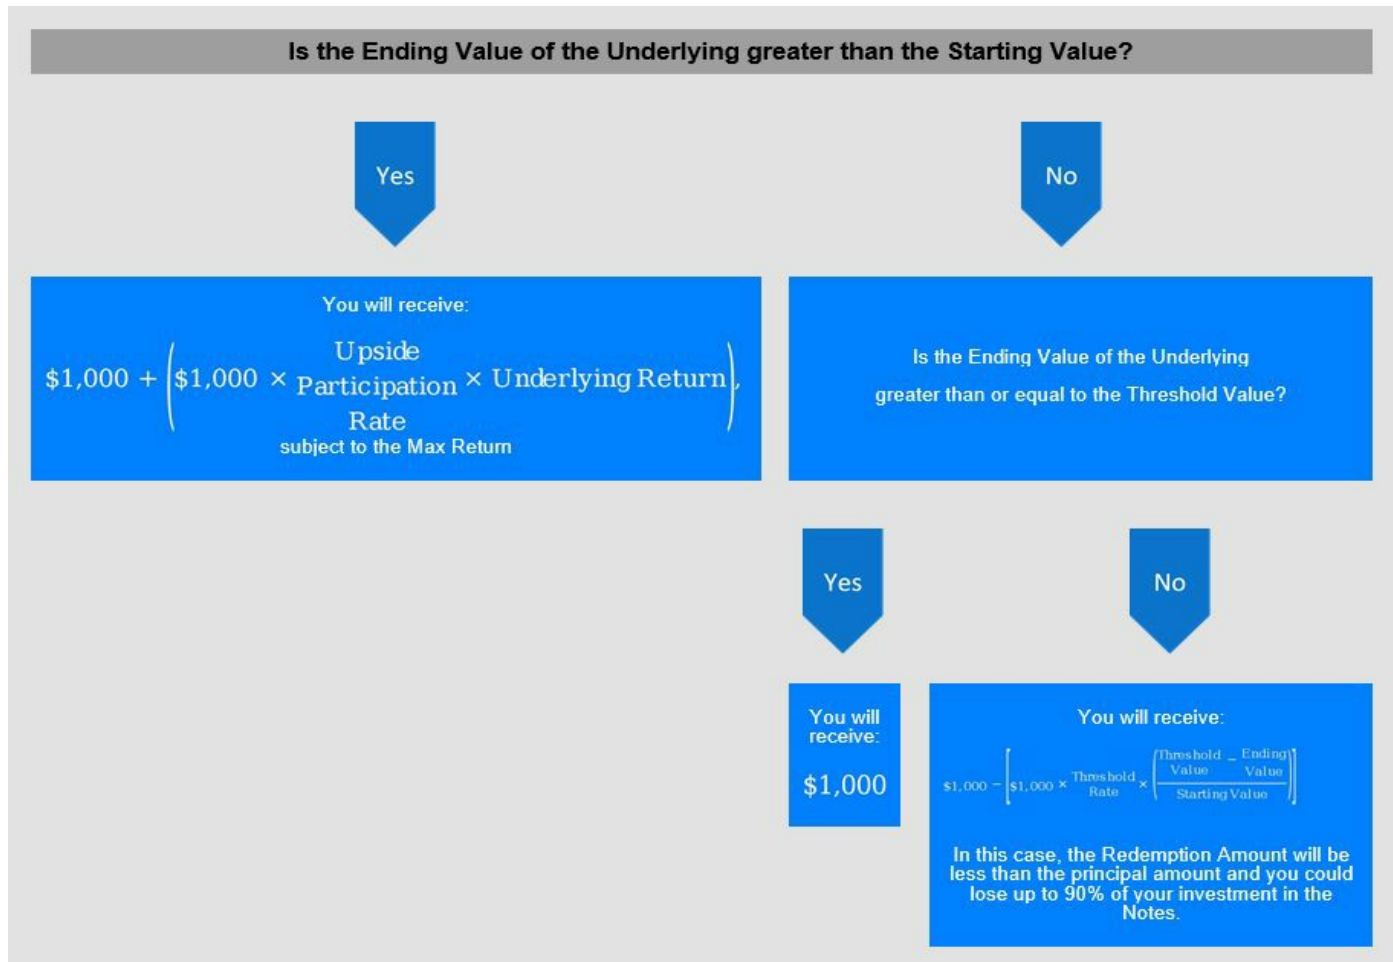 Is the Ending Value of the Underlying greater than the Starting Value?
Yes
No
You will receive:
$1,000 + ($1,000 × Upside Participation Rate × Underlying Return),
subject to the Max Return
Is the Ending Value of the Underlying
greater than or equal to the Threshold Value?
Yes
No
You will
receive:
$1,000
You will receive:
$1,000 − [$1,000 × Threshold Rate × (Threshold Value − Ending Value / Starting Value)]
In this case, the Redemption Amount will be
less than the principal amount and you could
lose up to 90% of your investment in the
Notes.